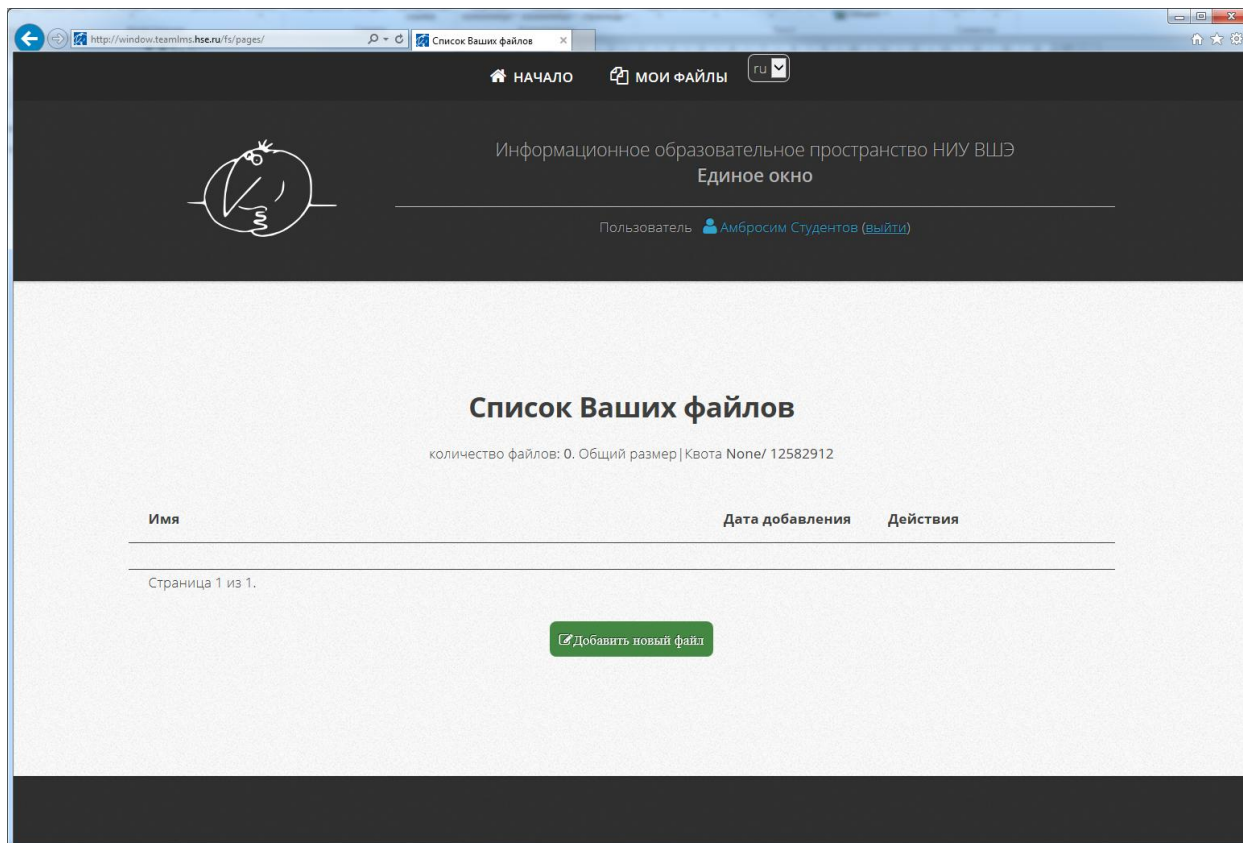 http://window.teamlms.hse.ru/fs/pages/
Список Ваших файлов
НАЧАЛО МОИ ФАЙЛЫ ru
Информационное образовательное пространство НИУ ВШЭ
Единое окно
Пользователь Амбросим Студентов (выйти)
Список Ваших файлов
количество файлов: 0. Общий размер|Квота None/ 12582912
Имя Дата добавления Действия
Страница 1 из 1.
Добавить новый файл